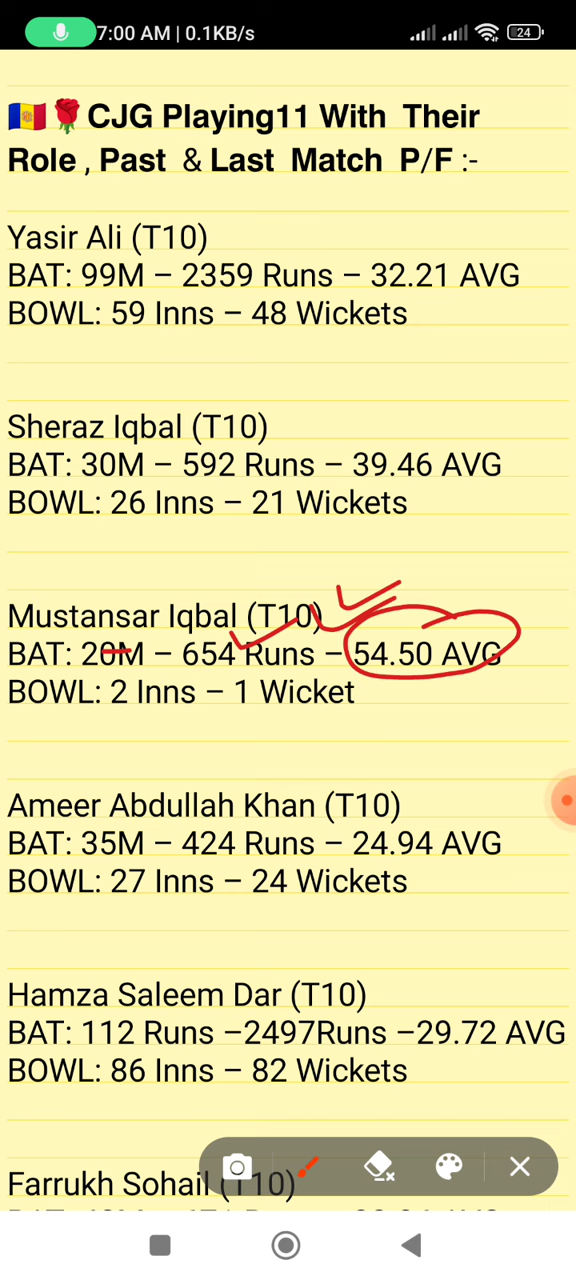 7:00 AM | 0.1KB/s
24
CJG Playing11 With Their
Role , Past & Last Match P/F :-
Yasir Ali (T10)
BAT: 99M – 2359 Runs – 32.21 AVG
BOWL: 59 Inns – 48 Wickets
Sheraz Iqbal (T10)
BAT: 30M – 592 Runs – 39.46 AVG
BOWL: 26 Inns – 21 Wickets
Mustansar Iqbal (T10)
BAT: 20M – 654 Runs – 54.50 AVG
BOWL: 2 Inns – 1 Wicket
Ameer Abdullah Khan (T10)
BAT: 35M – 424 Runs – 24.94 AVG
BOWL: 27 Inns – 24 Wickets
Hamza Saleem Dar (T10)
BAT: 112 Runs –2497Runs –29.72 AVG
BOWL: 86 Inns – 82 Wickets
Farrukh Sohail (T10)